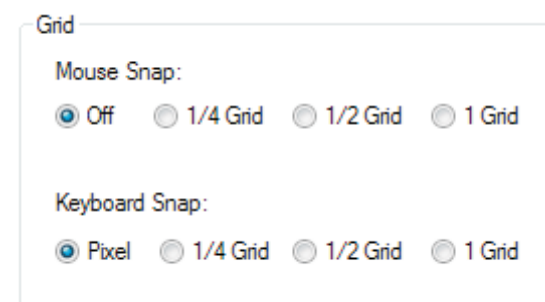 Grid
Mouse Snap:
Off 1/4 Grid 1/2 Grid 1 Grid
Keyboard Snap:
Pixel 1/4 Grid 1/2 Grid 1 Grid